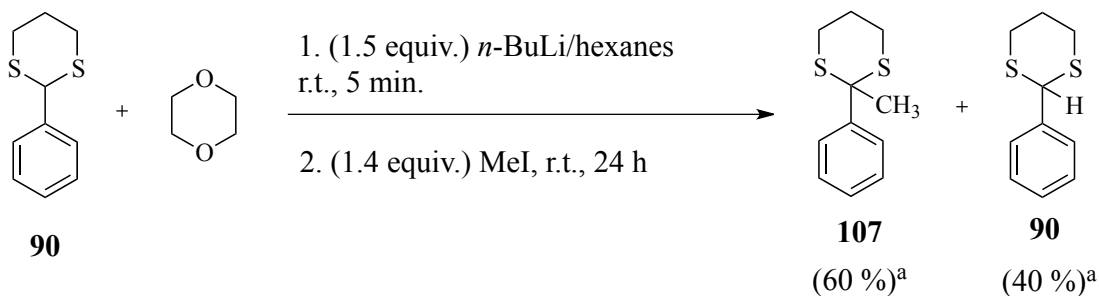 S S
+
O
O
1. (1.5 equiv.) n-BuLi/hexanes
r.t., 5 min.
2. (1.4 equiv.) MeI, r.t., 24 h
S S
CH3
+
S S
H
90
107
90
(60 %)a
(40 %)a